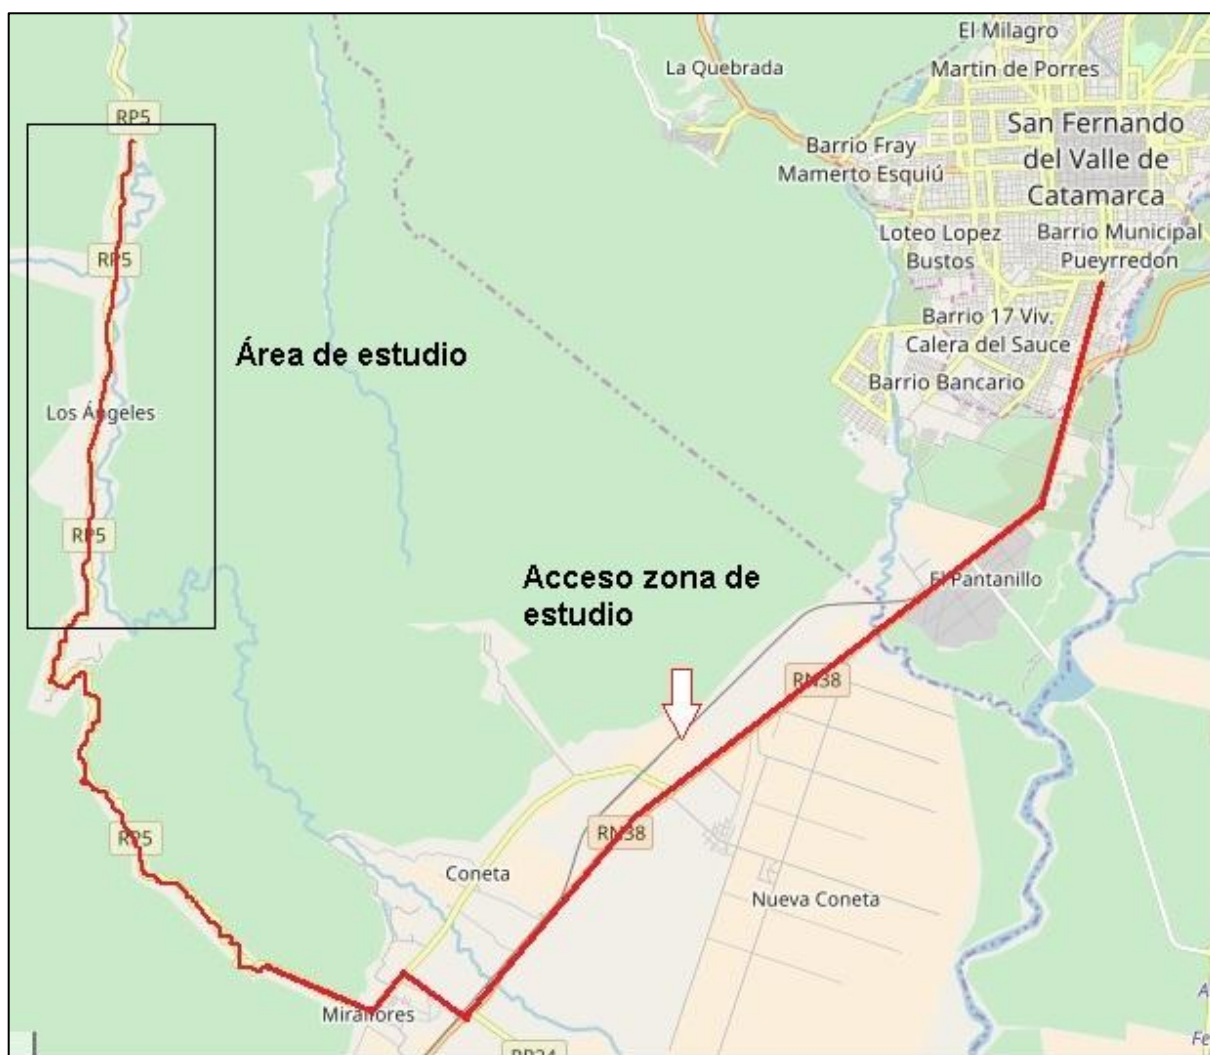 El Milagro
La Quebrada
Martin de Porres
RP5
San Fernando
del Valle de
Catamarca
Barrio Fray
Mamerto Esquiú
Loteo Lopez
Bustos
Barrio Municipal
Pueyrredon
RP5
Barrio 17 Viv.
Calera del Sauce
Área de estudio
Barrio Bancario
Los Ángeles
RP5
Acceso zona de
estudio
El Pantanillo
RN38
RN38
RP5
Coneta
Nueva Coneta
Miraflores